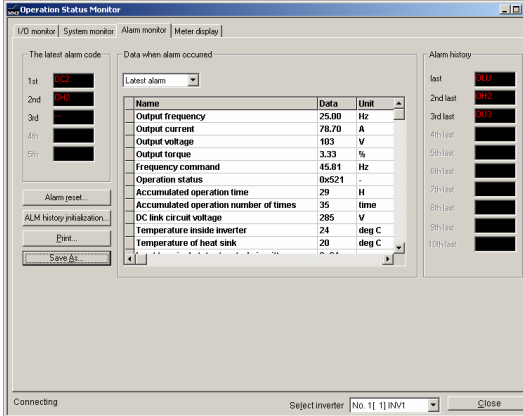 Operation Status Monitor
I/O monitor System monitor Alarm monitor Meter display
The latest alarm code
1st OC2
2nd OH2
3rd --
4th
5th
Alarm reset...
ALM history initialization...
Print...
Save As...
Data when alarm occurred
Latest alarm
Name Data Unit
Output frequency 25.00 Hz
Output current 78.70 A
Output voltage 103 V
Output torque 3.33 %
Frequency command 45.81 Hz
Operation status 0x521 -
Accumulated operation time 29 H
Accumulated operation number of times 35 time
DC link circuit voltage 285 V
Temperature inside inverter 24 deg C
Temperature of heat sink 20 deg C
Alarm history
last OLU
2nd last OH2
3rd last OU3
4th last
5th last
6th last
7th last
8th last
9th last
10th last
Connecting
Select inverter No. 1[ 1] INV1
Close